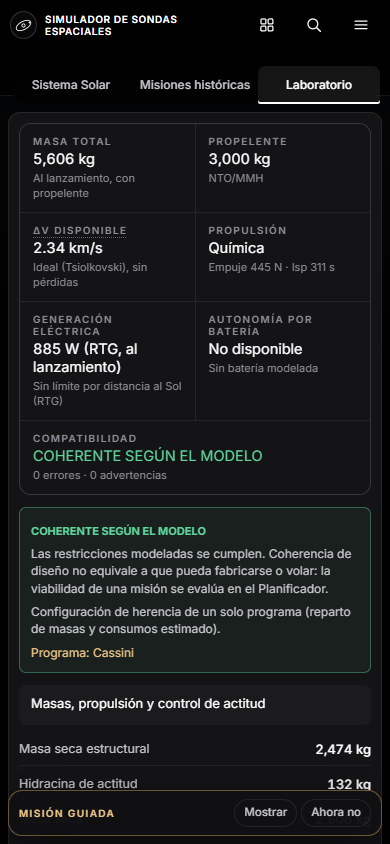 SIMULADOR DE SONDAS
ESPACIALES
Sistema Solar
Misiones históricas
Laboratorio
MASA TOTAL
5,606 kg
Al lanzamiento, con
propelente
PROPELENTE
3,000 kg
NTO/MMH
ΔV DISPONIBLE
2.34 km/s
Ideal (Tsiolkovski), sin
pérdidas
PROPULSIÓN
Química
Empuje 445 N · Isp 311 s
GENERACIÓN
ELÉCTRICA
885 W (RTG, al
lanzamiento)
Sin límite por distancia al Sol
(RTG)
AUTONOMÍA POR
BATERÍA
No disponible
Sin batería modelada
COMPATIBILIDAD
COHERENTE SEGÚN EL MODELO
0 errores · 0 advertencias
COHERENTE SEGÚN EL MODELO
Las restricciones modeladas se cumplen. Coherencia de
diseño no equivale a que pueda fabricarse o volar: la
viabilidad de una misión se evalúa en el Planificador.
Configuración de herencia de un solo programa (reparto
de masas y consumos estimado).
Programa: Cassini
Masas, propulsión y control de actitud
Masa seca estructural
2,474 kg
Hidracina de actitud
132 kg
MISIÓN GUIADA
Mostrar
Ahora no